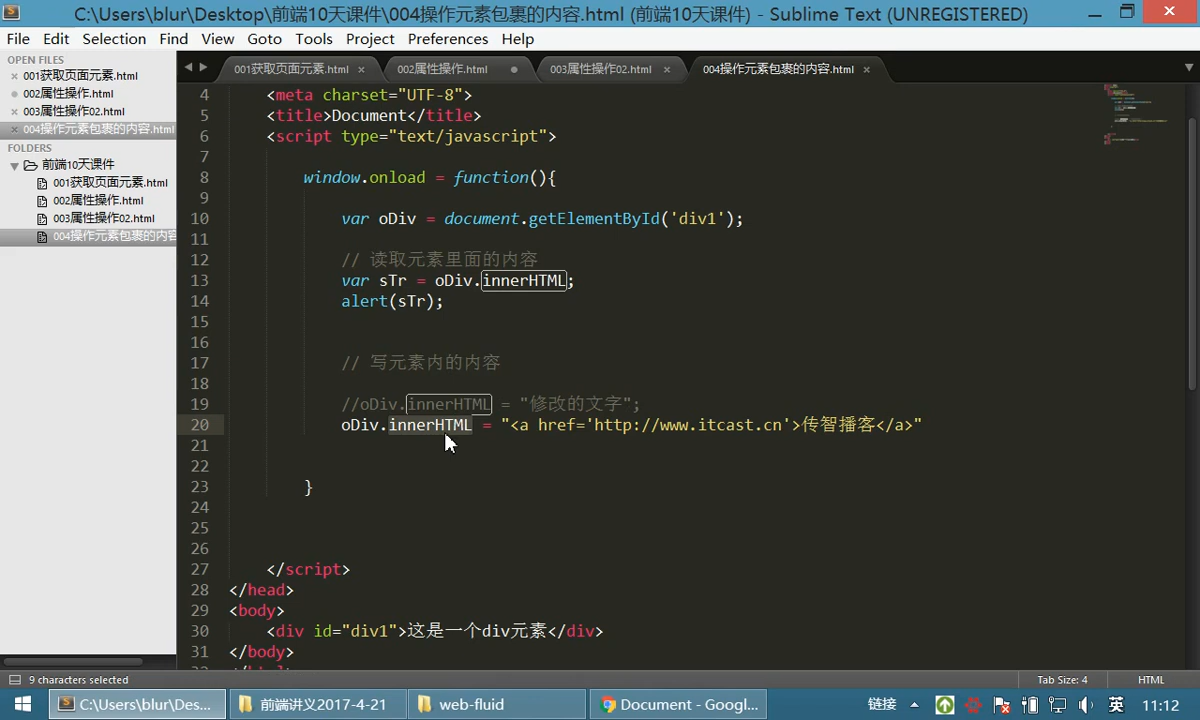 C:\Users\blur\Desktop\前端10天课件\004操作元素包裹的内容.html (前端10天课件) - Sublime Text (UNREGISTERED)
File Edit Selection Find View Goto Tools Project Preferences Help
OPEN FILES
001获取页面元素.html
002属性操作.html
003属性操作02.html
004操作元素包裹的内容.html
FOLDERS
前端10天课件
001获取页面元素.html
002属性操作.html
003属性操作02.html
004操作元素包裹的内容
001获取页面元素.html 002属性操作.html 003属性操作02.html 004操作元素包裹的内容.html
4 <meta charset="UTF-8">
5 <title>Document</title>
6 <script type="text/javascript">
7
8 window.onload = function(){
9
10 var oDiv = document.getElementById('div1');
11
12 // 读取元素里面的内容
13 var sTr = oDiv.innerHTML;
14 alert(sTr);
15
16
17 // 写元素内的内容
18
19 //oDiv.innerHTML = "修改的文字";
20 oDiv.innerHTML = "<a href='http://www.itcast.cn'>传智播客</a>"
21
22
23 }
24
25
26
27 </script>
28 </head>
29 <body>
30 <div id="div1">这是一个div元素</div>
31 </body>
9 characters selected Tab Size: 4 HTML
C:\Users\blur\Des... 前端讲义2017-4-21 web-fluid Document - Googl... 链接 英 11:12